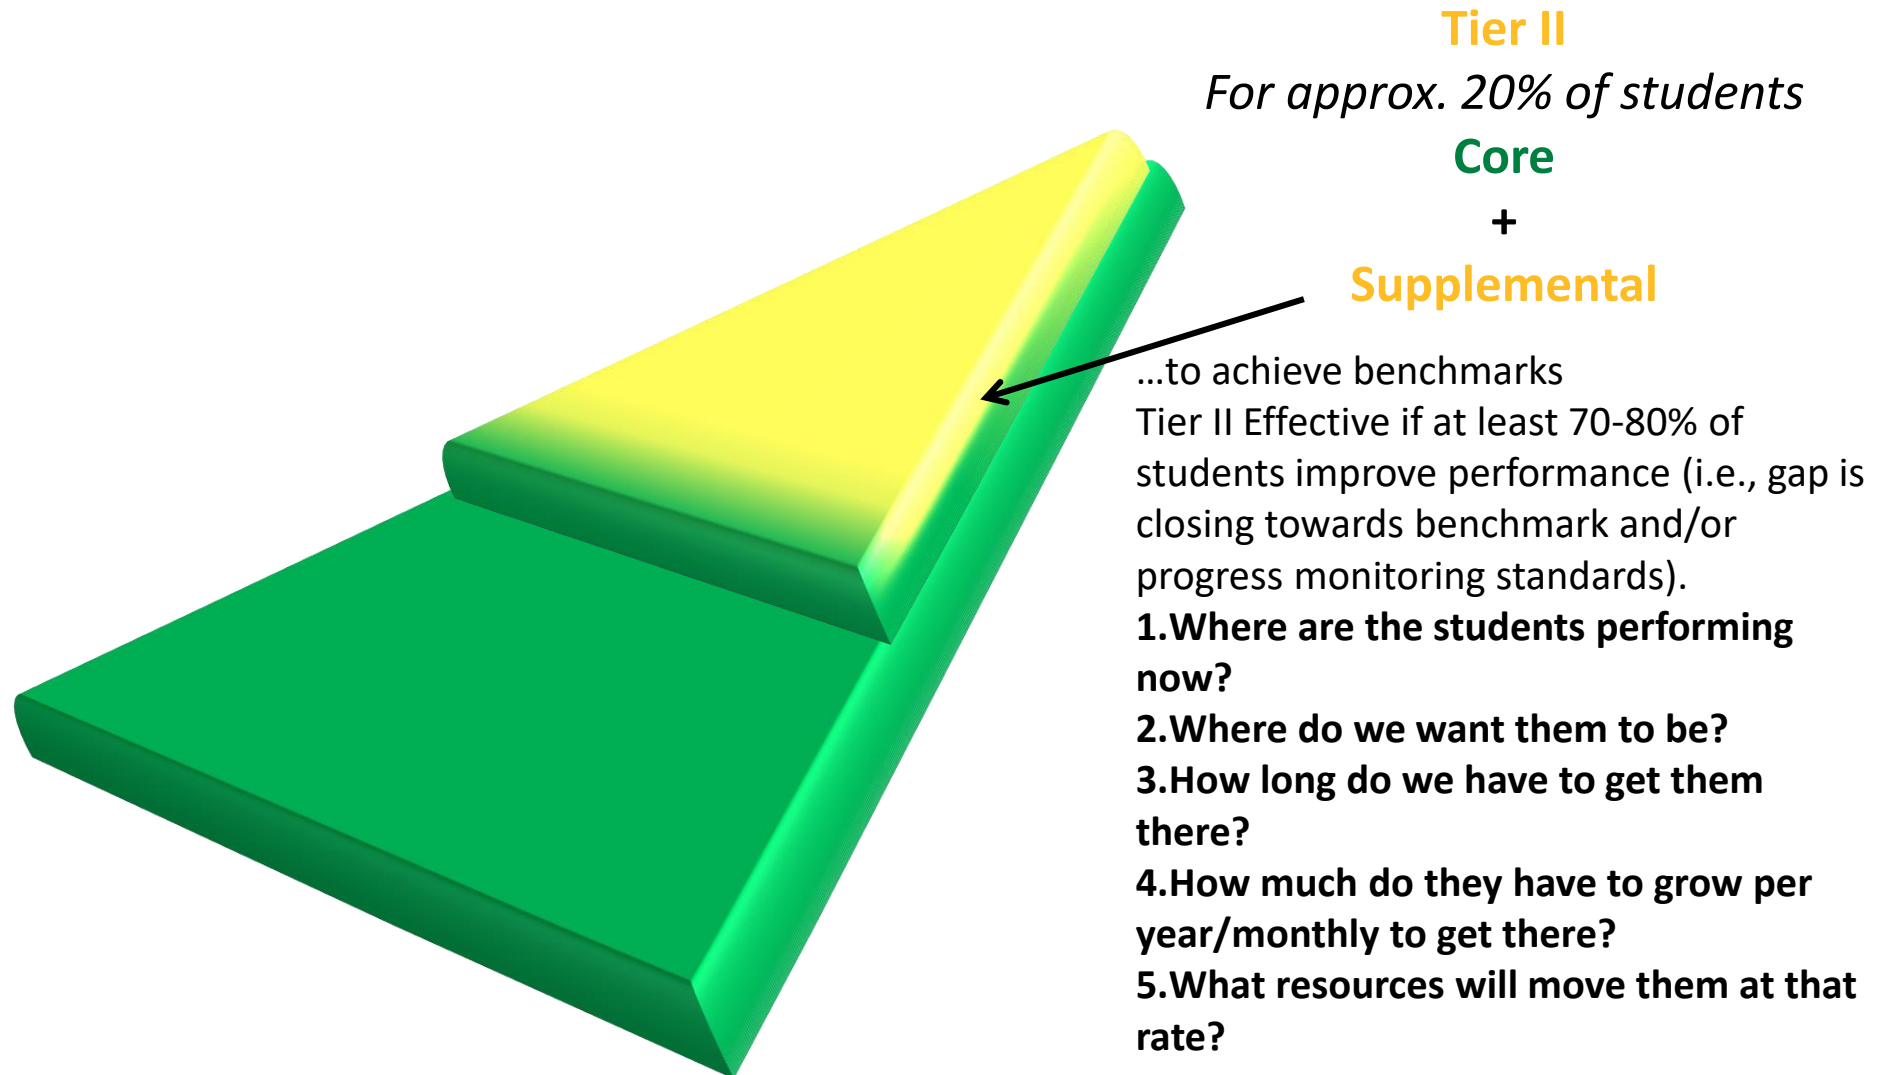 Tier II
For approx. 20% of students
Core
+
Supplemental
…to achieve benchmarks
Tier II Effective if at least 70-80% of
students improve performance (i.e., gap is
closing towards benchmark and/or
progress monitoring standards).
1.Where are the students performing
now?
2.Where do we want them to be?
3.How long do we have to get them
there?
4.How much do they have to grow per
year/monthly to get there?
5.What resources will move them at that
rate?